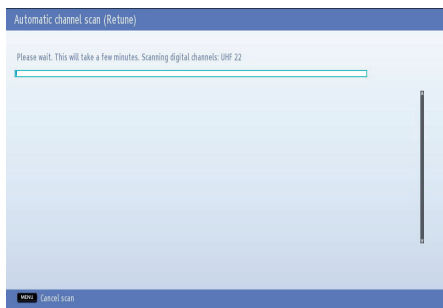 Automatic channel scan (Retune)
Please wait. This will take a few minutes. Scanning digital channels: UHF 22
MENU Cancel scan